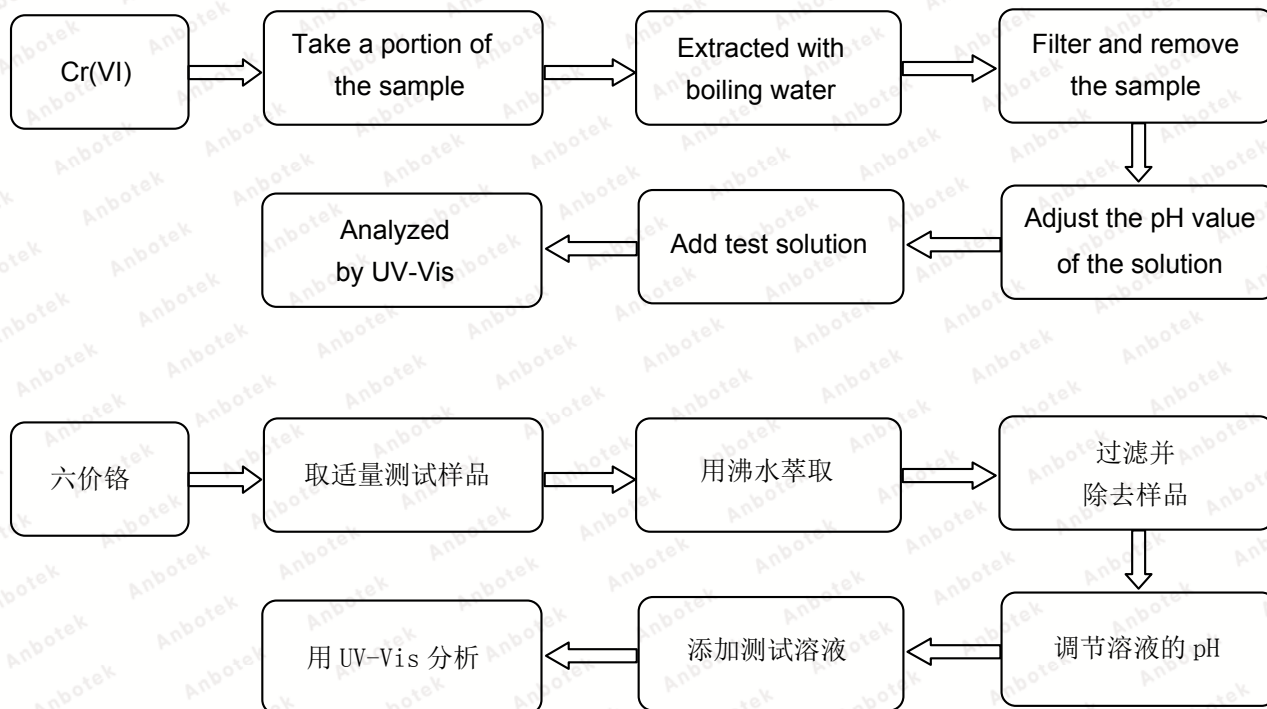 Cr(VI)
Take a portion of
the sample
Extracted with
boiling water
Filter and remove
the sample
Adjust the pH value
of the solution
Add test solution
Analyzed
by UV-Vis
六价铬
取适量测试样品
用沸水萃取
过滤并
除去样品
调节溶液的 pH
添加测试溶液
用 UV-Vis 分析
Anbotek